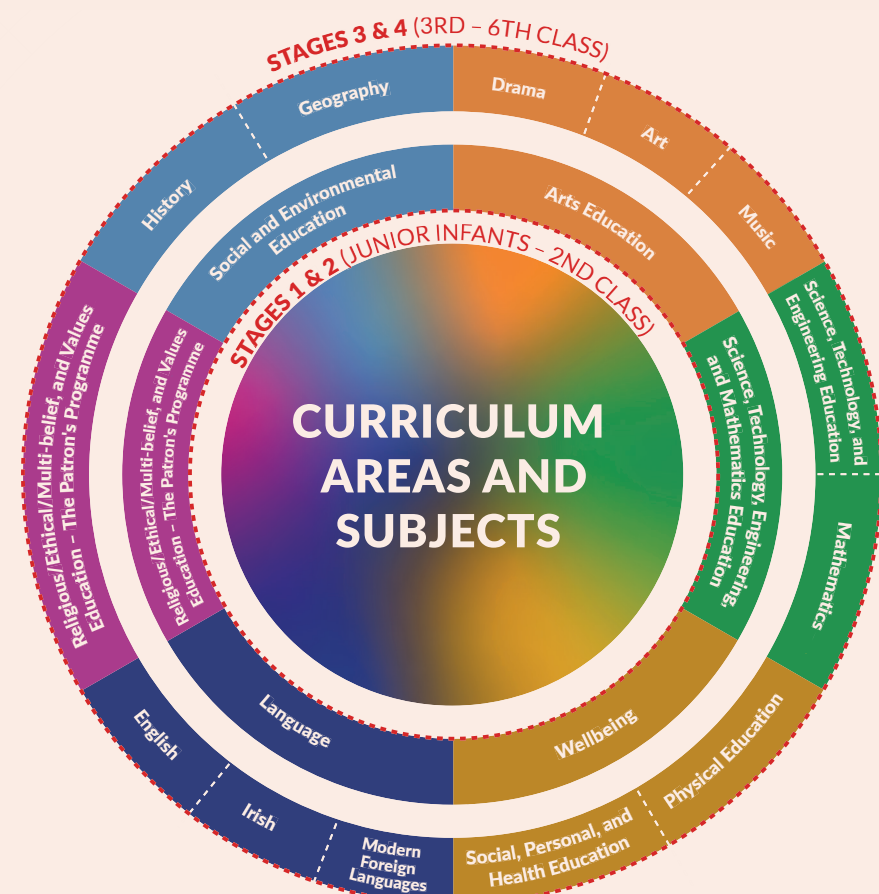 STAGES 3 & 4 (3RD – 6TH CLASS)
Geography
Drama
Art
Music
History
Science, Technology, and
Engineering Education
Mathematics
Physical Education
Social, Personal, and
Health Education
Modern
Foreign
Languages
Irish
English
Religious/Ethical/Multi-belief, and Values
Education – The Patron's Programme
Social and Environmental
Education
Arts Education
Science, Technology, Engineering,
and Mathematics Education
Wellbeing
Language
Religious/Ethical/Multi-belief, and Values
Education – The Patron's Programme
STAGES 1 & 2 (JUNIOR INFANTS – 2ND CLASS)
CURRICULUM
AREAS AND
SUBJECTS